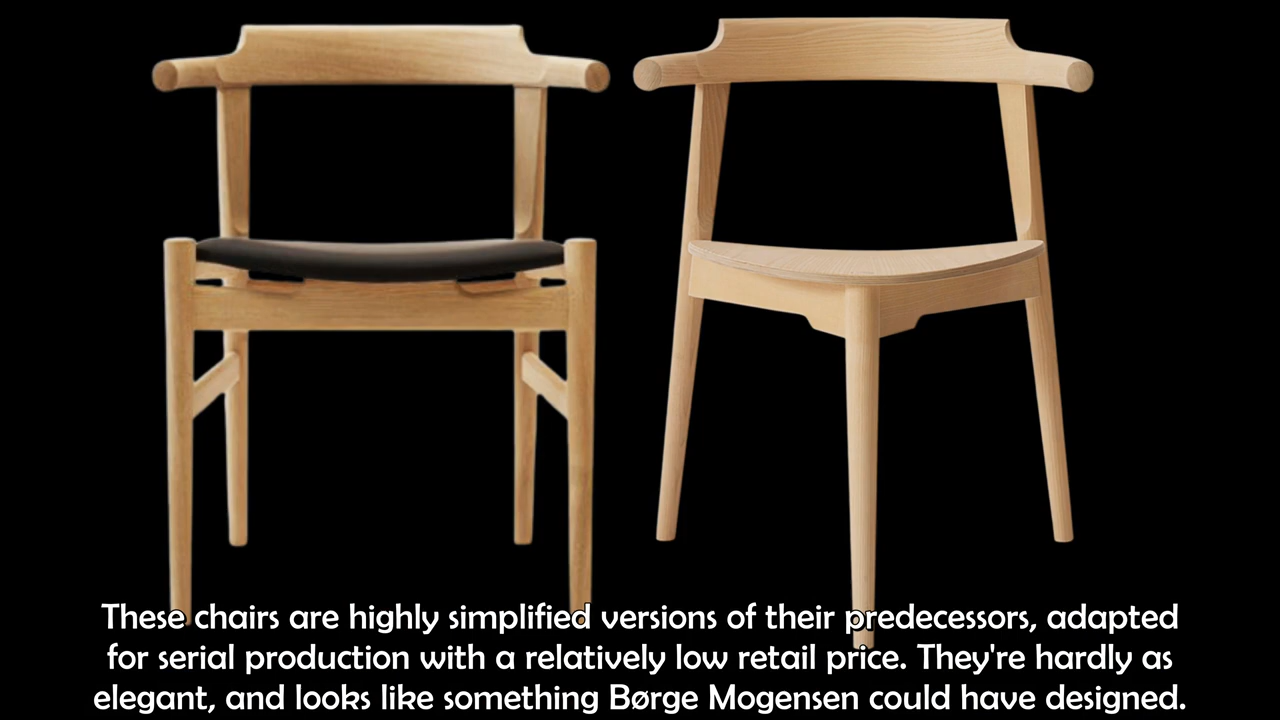 These chairs are highly simplified versions of their predecessors, adapted
for serial production with a relatively low retail price. They're hardly as
elegant, and looks like something Børge Mogensen could have designed.